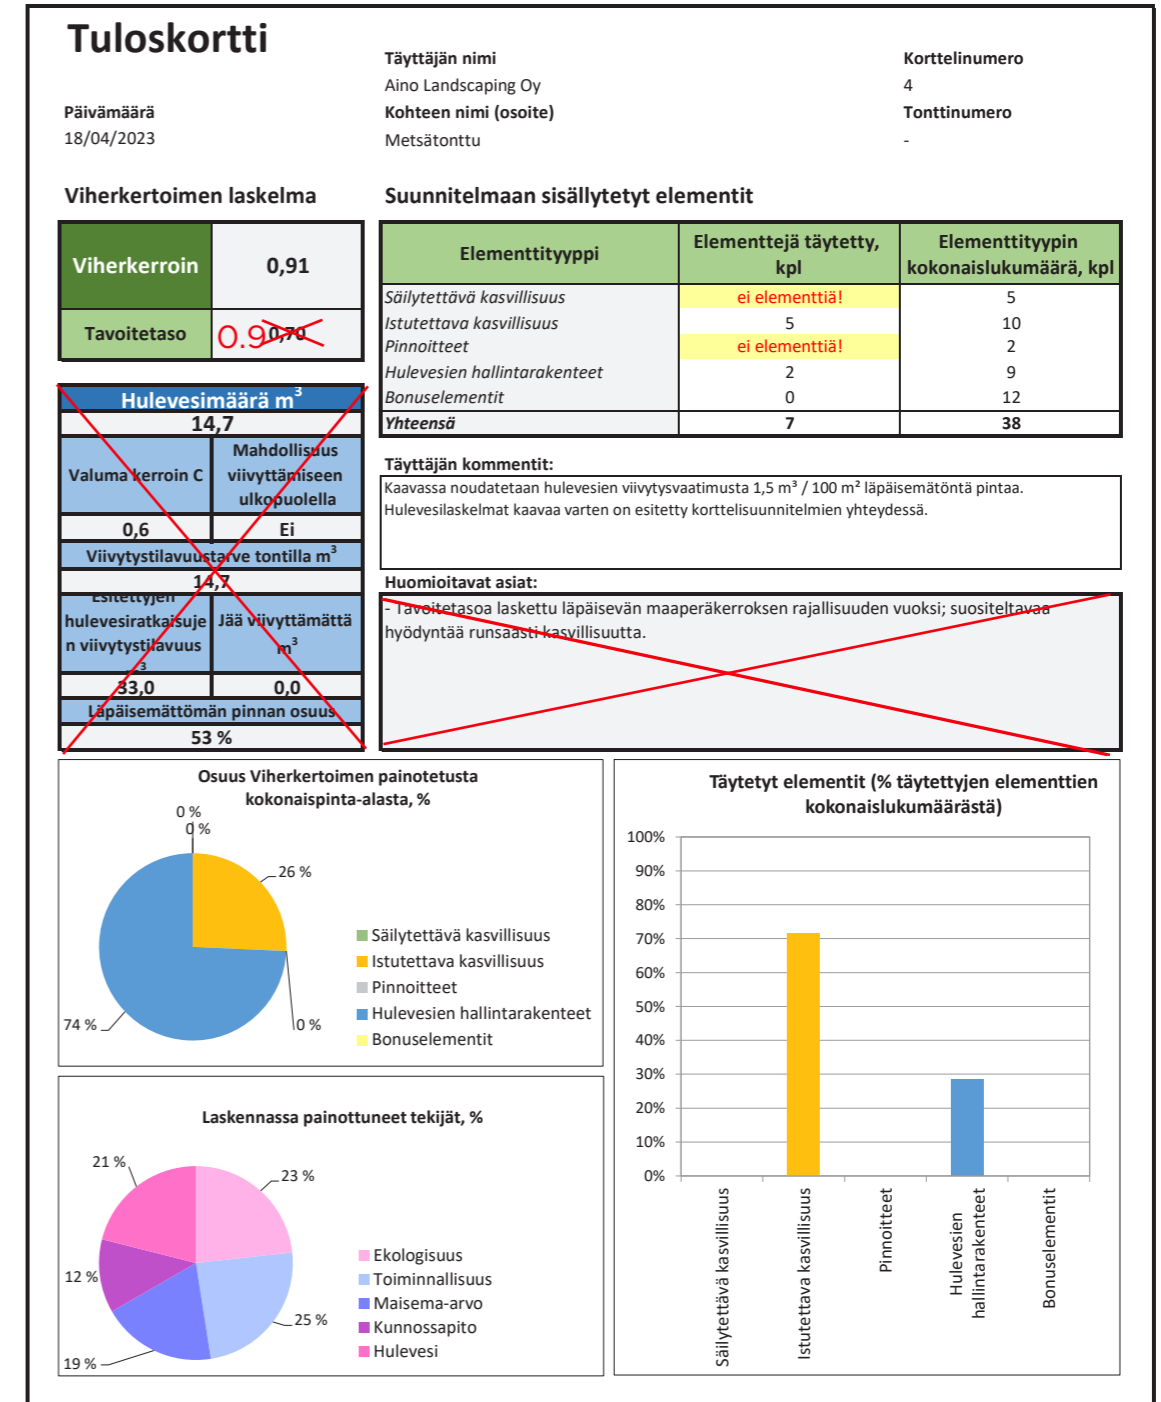 Tuloskortti
Täyttäjän nimi
Korttelinumero
Aino Landscaping Oy
4
Päivämäärä
Kohteen nimi (osoite)
Tonttinumero
18/04/2023
Metsätonttu
-
Viherkertoimen laskelma
Viherkerroin 0,91
Tavoitetaso 0.9 0,70
Hulevesimäärä m³
14,7
Valuma kerroin C
Mahdollisuus
viivyttämiseen
ulkopuolella
0,6 Ei
Viivytystilavuustarve tontilla m³
14,7
Esitettyjen
hulevesiratkaisuje
n viivytystilavuus
m³
Jää viivyttämättä
m³
33,0 0,0
Läpäisemättömän pinnan osuus
53 %
Suunnitelmaan sisällytetyt elementit
Elementtityyppi
Elementtejä täytetty,
kpl
Elementtityypin
kokonaislukumäärä, kpl
Säilytettävä kasvillisuus ei elementtiä! 5
Istutettava kasvillisuus 5 10
Pinnoitteet ei elementtiä! 2
Hulevesien hallintarakenteet 2 9
Bonuselementit 0 12
Yhteensä 7 38
Täyttäjän kommentit:
Kaavassa noudatetaan hulevesien viivytysvaatimusta 1,5 m³ / 100 m² läpäisemätöntä pintaa.
Hulevesilaskelmat kaavaa varten on esitetty korttelisuunnitelmien yhteydessä.
Huomioitavat asiat:
- Tavoitetasoa laskettu läpäisevän maaperäkerroksen rajallisuuden vuoksi; suositeltavaa
hyödyntää runsaasti kasvillisuutta.
Osuus Viherkertoimen painotetusta
kokonaispinta-alasta, %
0 %
0 %
26 %
74 %
0 %
Säilytettävä kasvillisuus
Istutettava kasvillisuus
Pinnoitteet
Hulevesien hallintarakenteet
Bonuselementit
Laskennassa painottuneet tekijät, %
21 %
23 %
12 %
25 %
19 %
Ekologisuus
Toiminnallisuus
Maisema-arvo
Kunnossapito
Hulevesi
Täytetyt elementit (% täytettyjen elementtien
kokonaislukumäärästä)
100%
90%
80%
70%
60%
50%
40%
30%
20%
10%
0%
Säilytettävä kasvillisuus
Istutettava kasvillisuus
Pinnoitteet
Hulevesien
hallintarakenteet
Bonuselementit